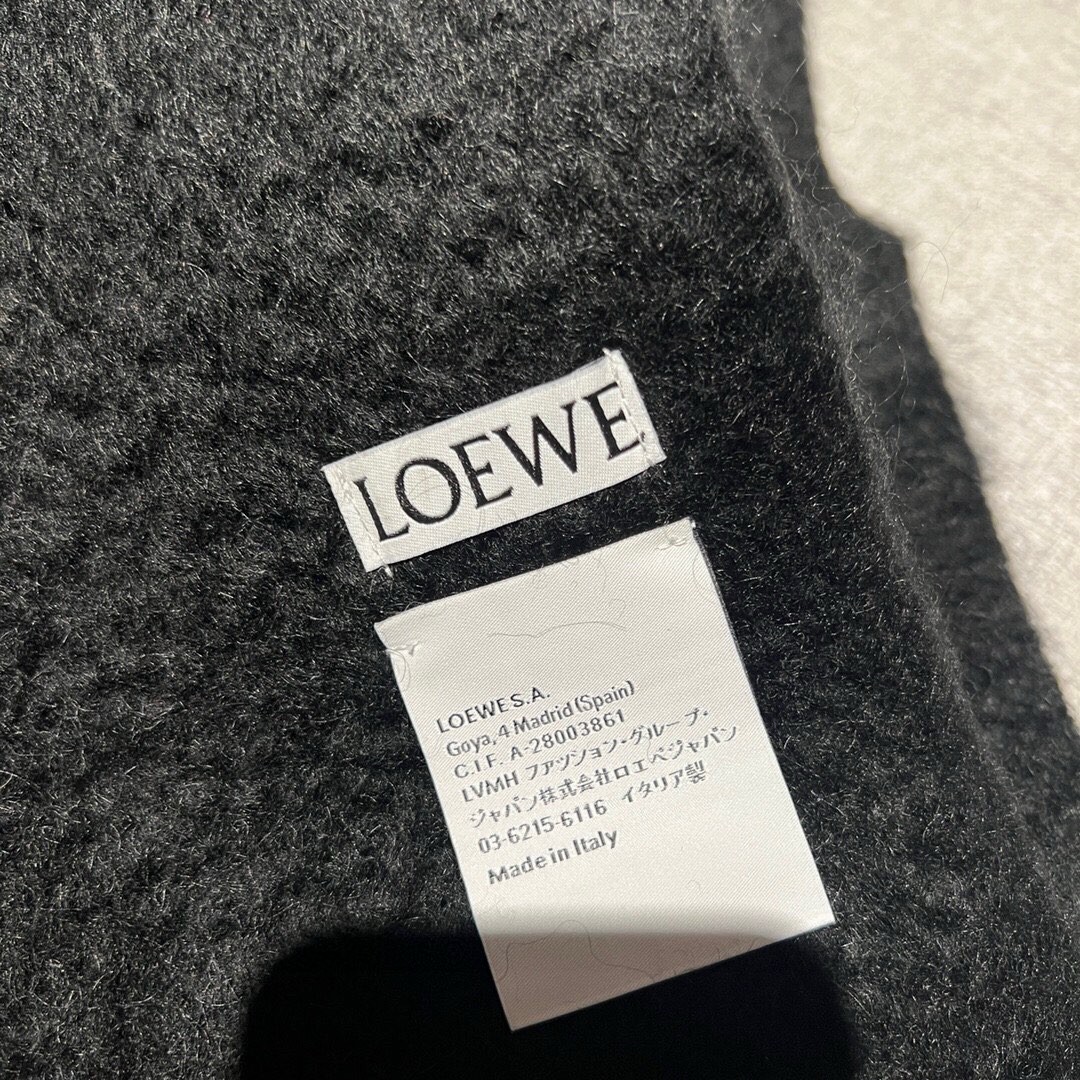 LOEWE
LOEWE S.A.
Goya, 4 Madrid (Spain)
C.I.F. A-28003861
LVMH ファッション・グループ・
ジャパン株式会社ロエベジャパン
03-6215-6116 イタリア製
Made in Italy